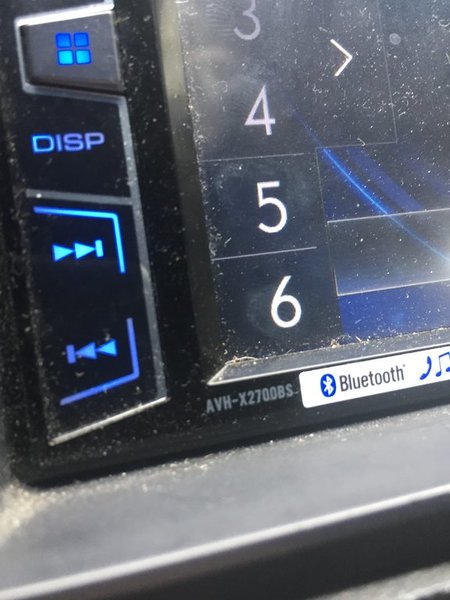 3
DISP
4
5
6
AVH-X2700BS
Bluetooth